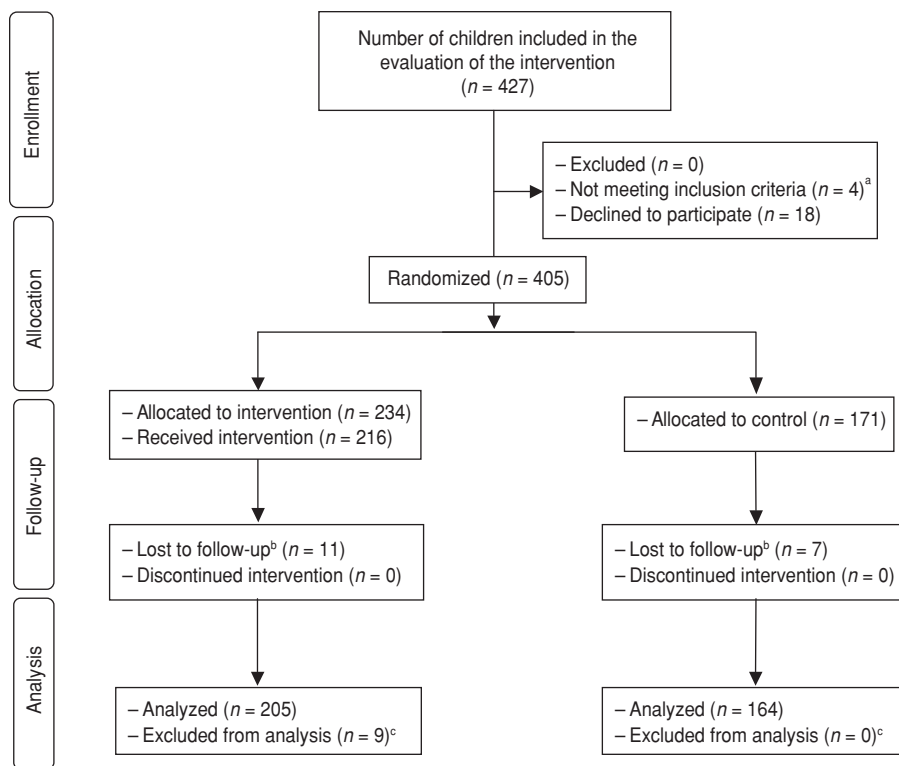 Enrollment
Number of children included in the
evaluation of the intervention
(n = 427)
– Excluded (n = 0)
– Not meeting inclusion criteria (n = 4)a
– Declined to participate (n = 18)
Allocation
Randomized (n = 405)
– Allocated to intervention (n = 234)
– Received intervention (n = 216)
– Allocated to control (n = 171)
Follow-up
– Lost to follow-upb (n = 11)
– Discontinued intervention (n = 0)
– Lost to follow-upb (n = 7)
– Discontinued intervention (n = 0)
Analysis
– Analyzed (n = 205)
– Excluded from analysis (n = 9)c
– Analyzed (n = 164)
– Excluded from analysis (n = 0)c